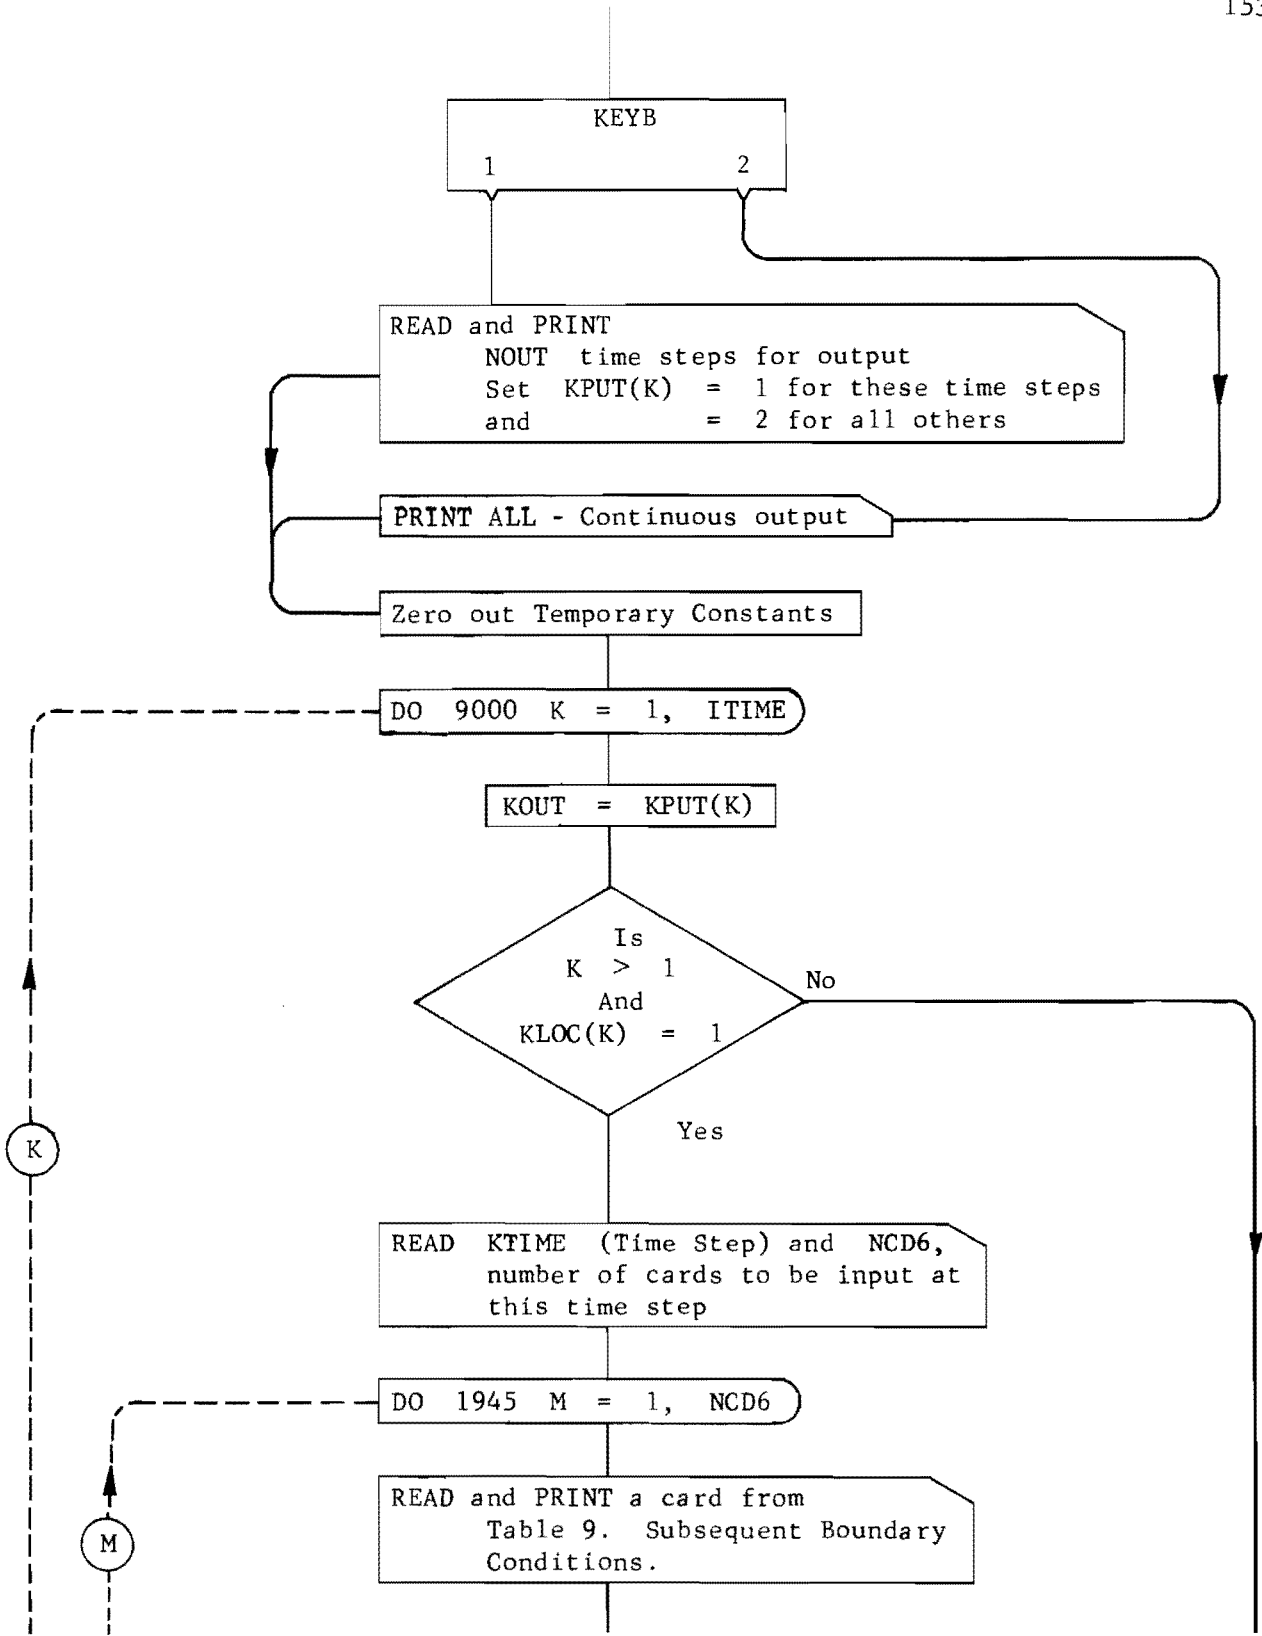 153
KEYB
1 2
READ and PRINT
NOUT time steps for output
Set KPUT(K) = 1 for these time steps
and = 2 for all others
PRINT ALL - Continuous output
Zero out Temporary Constants
DO 9000 K = 1, ITIME
KOUT = KPUT(K)
Is
K > 1
And
KLOC(K) = 1
No
Yes
K
READ KTIME (Time Step) and NCD6,
number of cards to be input at
this time step
DO 1945 M = 1, NCD6
READ and PRINT a card from
Table 9. Subsequent Boundary
Conditions.
M